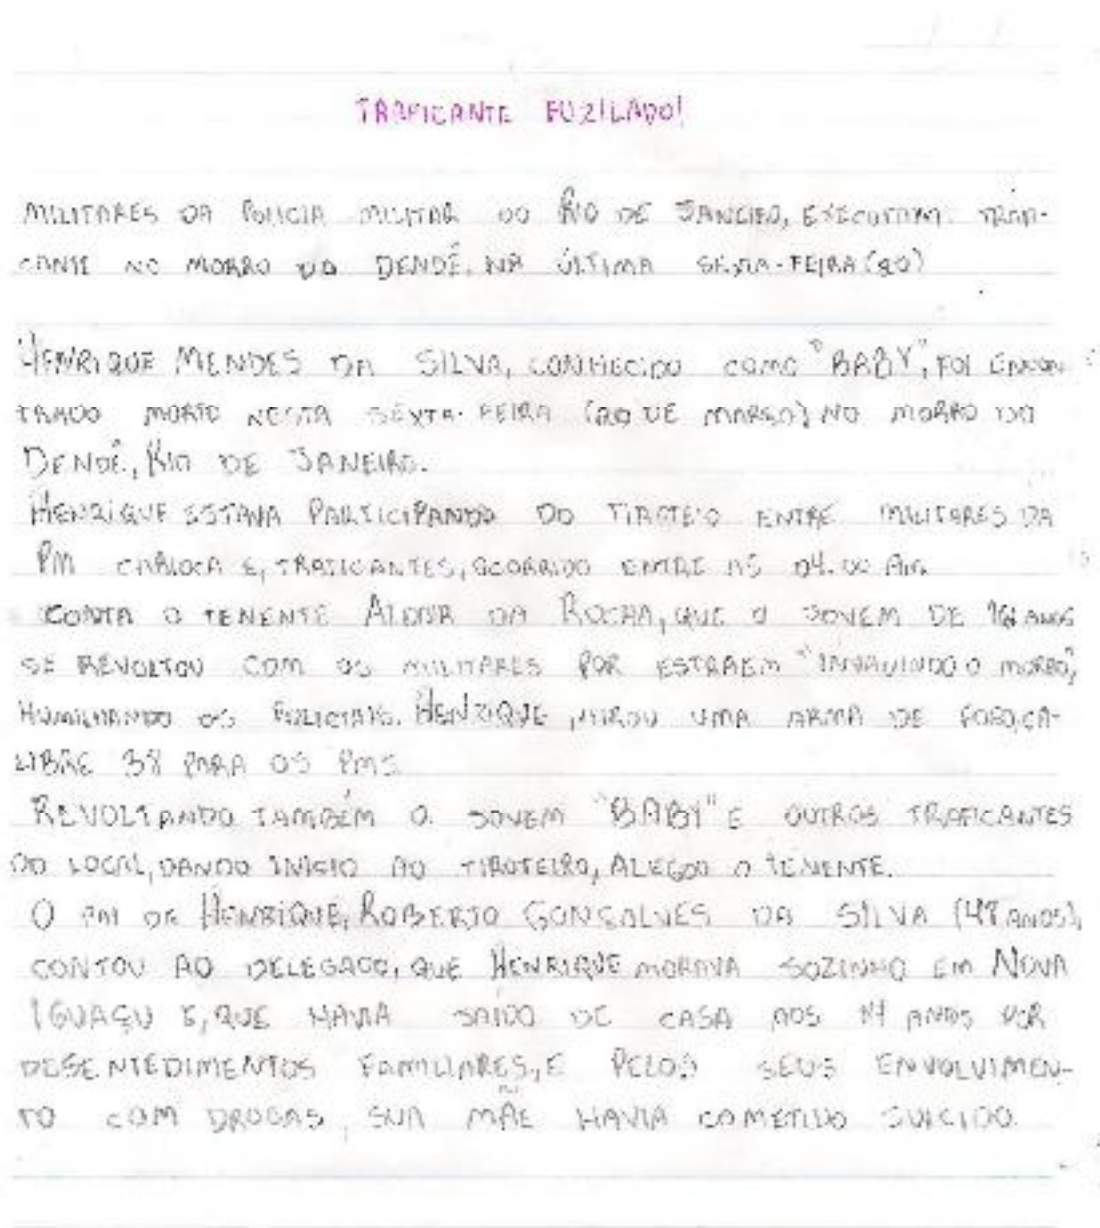 TRAFICANTE FUZILADO!
MILITARES DA POLICIA MILITAR DO RIO DE JANEIRO, EXECUTAM TRAFI-
CANTE NO MORRO DO DENDÊ, NA ÚLTIMA SEXTA-FEIRA (20)
HENRIQUE MENDES DA SILVA, CONHECIDO COMO "BABY", FOI ENCON
TRADO MORTO NESTA SEXTA-FEIRA (20 DE MARÇO) NO MORRO DO
DENDÊ, RIO DE JANEIRO.
HENRIQUE ESTAVA PARTICIPANDO DO TIROTEIO ENTRE MILITARES DA
PM CARIOCA E, TRAFICANTES, OCORRIDO ENTRE AS 04:00 AM.
CONTA O TENENTE ALDAIR DA ROCHA, QUE O JOVEM DE ANOS
SE REVOLTOU COM OS MILITARES POR ESTRAEM "INVADINDO O MORRO",
HUMILHANDO OS POLICIAIS. HENRIQUE, MIROU UMA ARMA DE FOGO, CA-
LIBRE 38 PARA OS PMS.
REVOLTANDO TAMBÉM O JOVEM "BABY" E OUTROS TRAFICANTES
DO LOCAL, DANDO INÍCIO AO TIROTEIRO, ALEGOU O TENENTE.
O PAI DE HENRIQUE, ROBERTO GONSALVES DA SILVA (47 ANOS),
CONTOU AO DELEGADO, QUE HENRIQUE MORAVA SOZINHO EM NOVA
IGUAÇU E, QUE HAVIA SAÍDO DE CASA AOS 14 ANOS POR
DESENTEDIMENTOS FAMILIARES, E PELOS SEUS ENVOLVIMEN-
TO COM DROGAS, SUA MÃE HAVIA COMETIDO SUICIDO